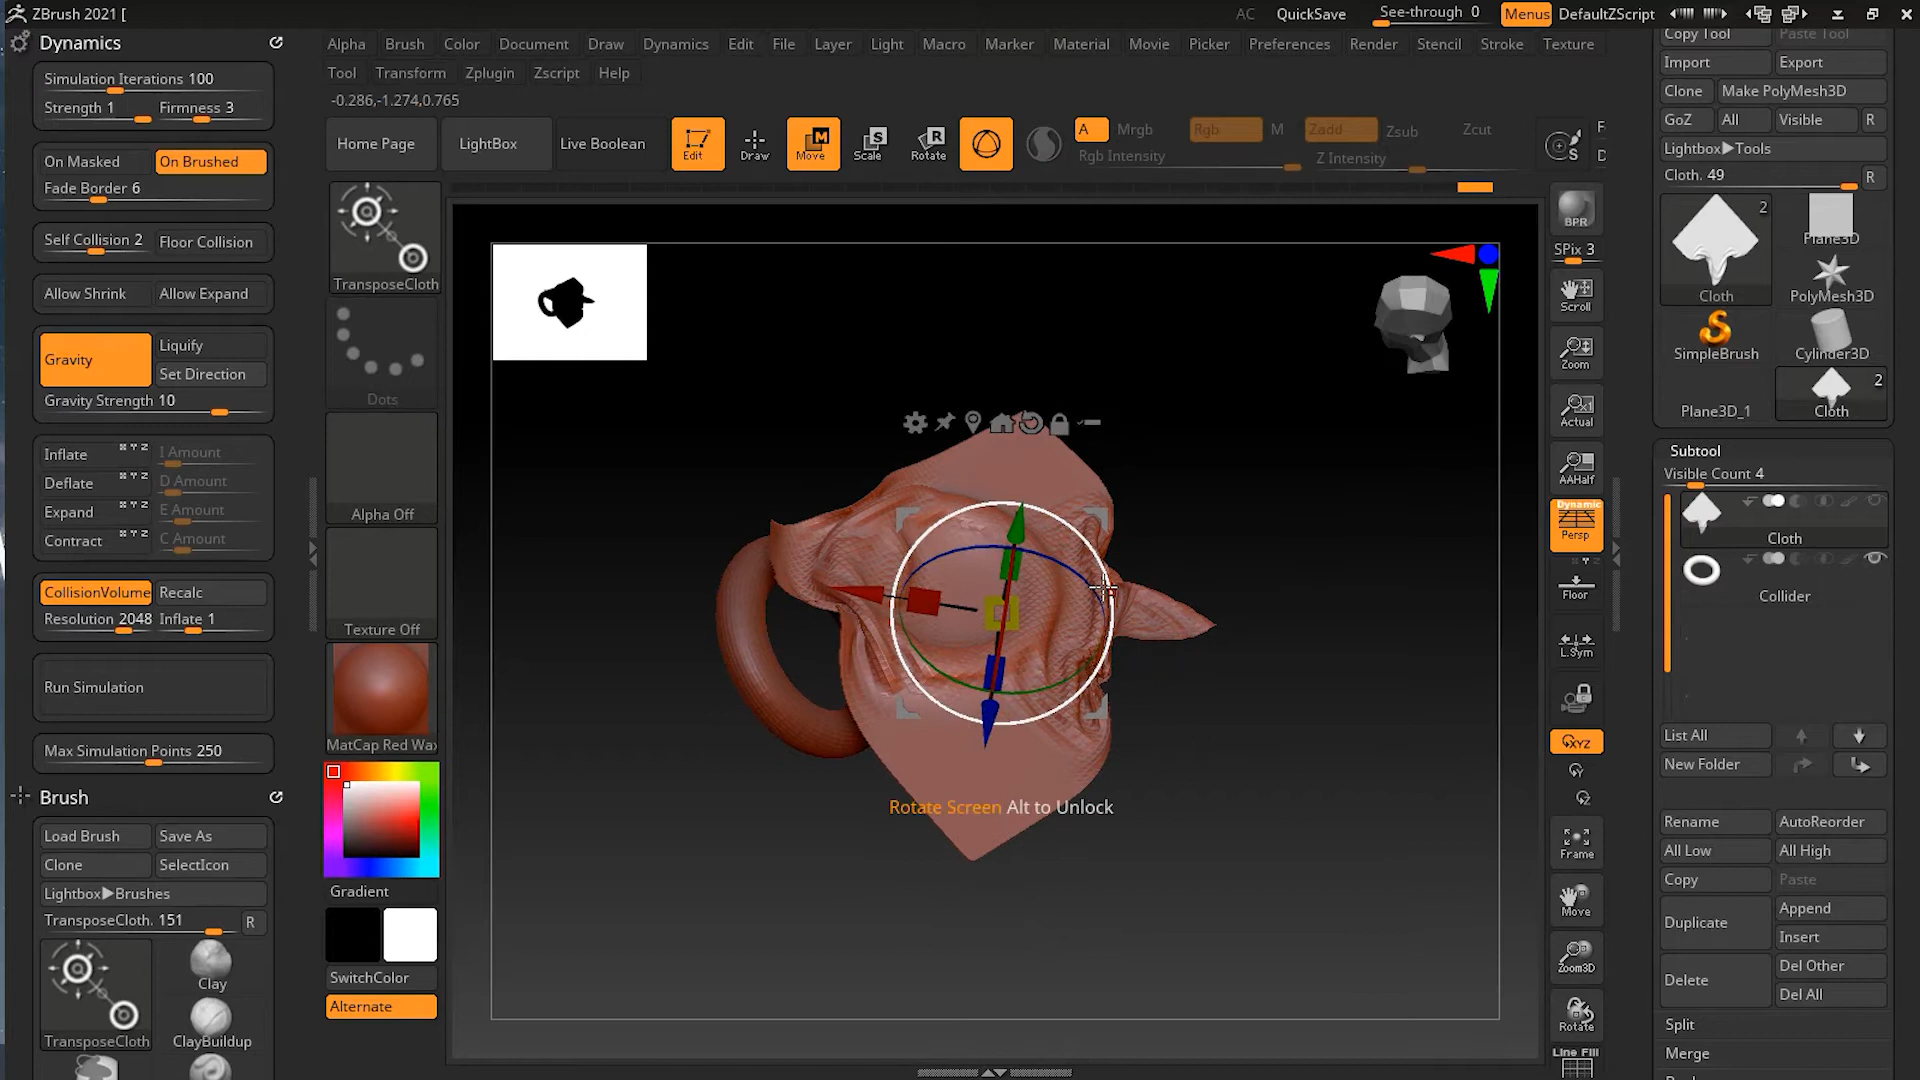 ZBrush 2021 [
AC QuickSave See-through 0 Menus DefaultZScript
Dynamics
Simulation Iterations 100
Strength 1 Firmness 3
On Masked On Brushed
Fade Border 6
Self Collision 2 Floor Collision
Allow Shrink Allow Expand
Gravity Liquify
Set Direction
Gravity Strength 10
Inflate X Y Z I Amount
Deflate X Y Z D Amount
Expand X Y Z E Amount
Contract X Y Z C Amount
CollisionVolume Recalc
Resolution 2048 Inflate 1
Run Simulation
Max Simulation Points 250
Brush
Load Brush Save As
Clone SelectIcon
Lightbox▶Brushes
TransposeCloth. 151 R
Clay
TransposeCloth ClayBuildup
Alpha Brush Color Document Draw Dynamics Edit File Layer Light Macro Marker Material Movie Picker Preferences Render Stencil Stroke Texture
Tool Transform Zplugin Zscript Help
-0.286,-1.274,0.765
Home Page LightBox Live Boolean Edit Draw Move Scale Rotate
A Mrgb Rgb M Zadd Zsub Zcut
Rgb Intensity Z Intensity
TransposeCloth
Dots
Alpha Off
Texture Off
MatCap Red Wax
Gradient
SwitchColor
Alternate
Rotate Screen Alt to Unlock
BPR
SPix 3
Scroll
Zoom
Actual
AAHalf
Dynamic
Persp
Floor
L.Sym
XYZ
Y
Z
Frame
Move
Zoom3D
Rotate
Line Fill
Copy Tool Paste Tool
Import Export
Clone Make PolyMesh3D
GoZ All Visible R
Lightbox▶Tools
Cloth. 49 R
2
Cloth Plane3D
PolyMesh3D
SimpleBrush Cylinder3D
2
Plane3D_1 Cloth
Subtool
Visible Count 4
Cloth
Collider
List All
New Folder
Rename AutoReorder
All Low All High
Copy Paste
Duplicate Append
Insert
Delete Del Other
Del All
Split
Merge